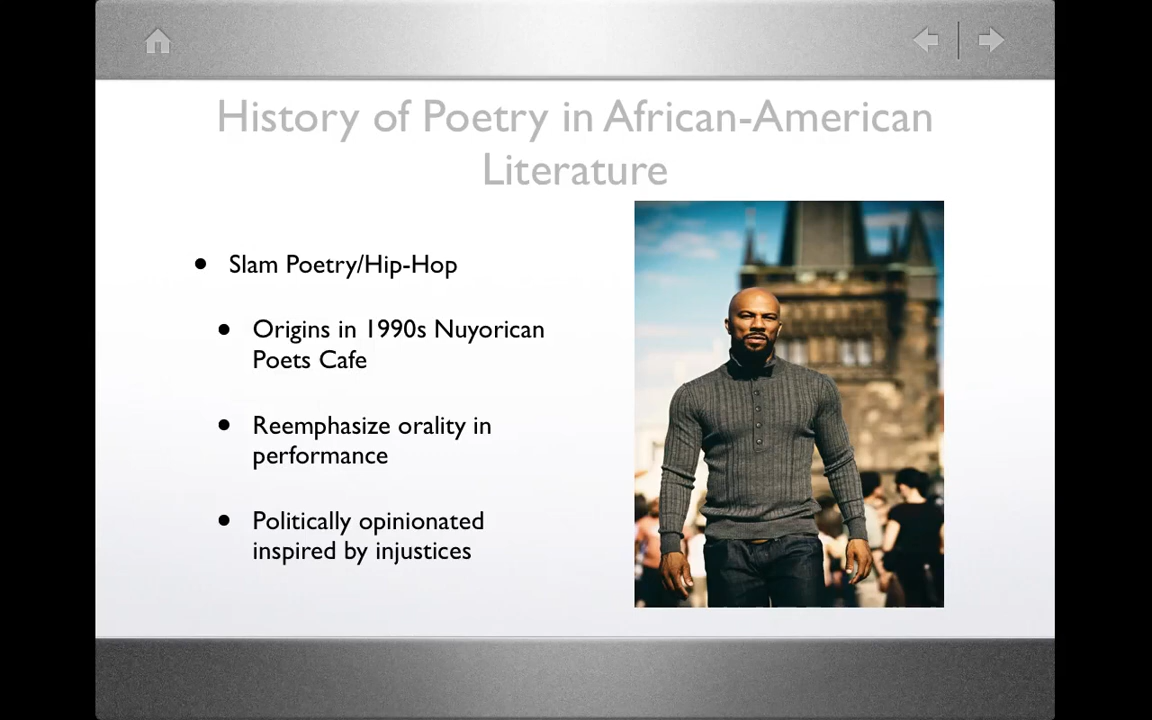 History of Poetry in African-American
Literature
• Slam Poetry/Hip-Hop
• Origins in 1990s Nuyorican
Poets Cafe
• Reemphasize orality in
performance
• Politically opinionated
inspired by injustices